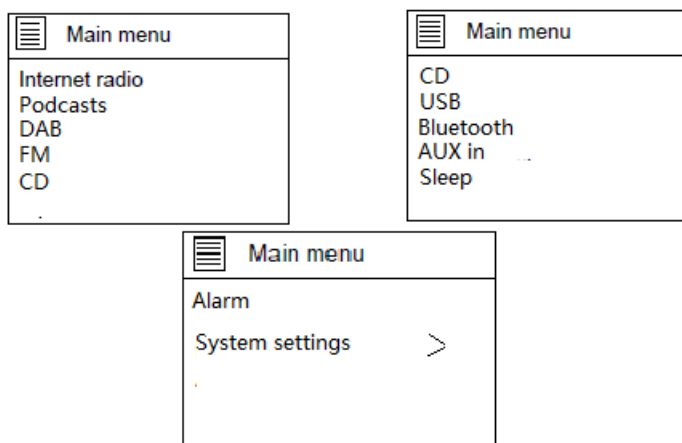 Main menu
Internet radio
Podcasts
DAB
FM
CD
Main menu
CD
USB
Bluetooth
AUX in
Sleep
Main menu
Alarm
System settings >